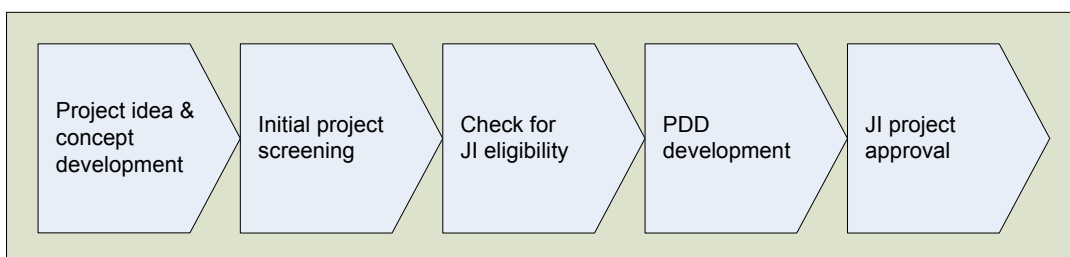 Project idea &
concept
development
Initial project
screening
Check for
JI eligibility
PDD
development
JI project
approval